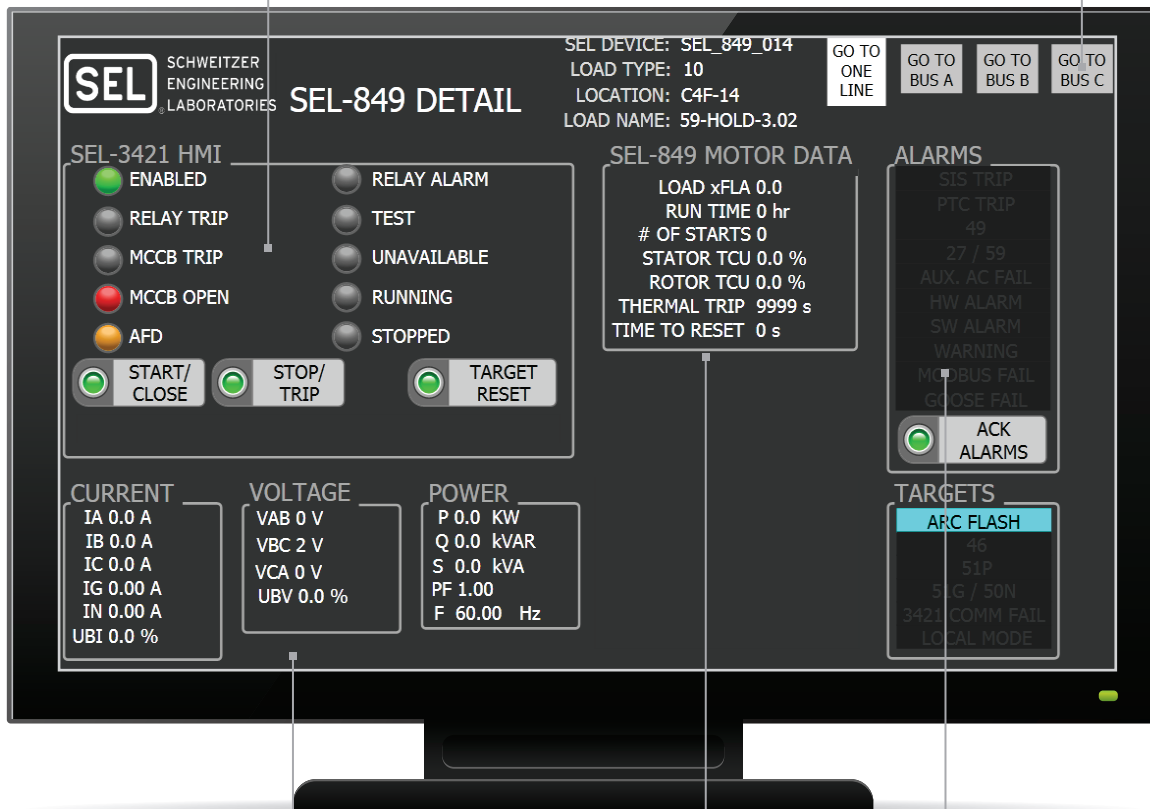 SEL
SCHWEITZER
ENGINEERING
LABORATORIES
®
SEL-849 DETAIL
SEL DEVICE: SEL_849_014
LOAD TYPE: 10
LOCATION: C4F-14
LOAD NAME: 59-HOLD-3.02
GO TO
ONE
LINE
GO TO
BUS A
GO TO
BUS B
GO TO
BUS C
SEL-3421 HMI
ENABLED
RELAY TRIP
MCCB TRIP
MCCB OPEN
AFD
RELAY ALARM
TEST
UNAVAILABLE
RUNNING
STOPPED
START/
CLOSE
STOP/
TRIP
TARGET
RESET
SEL-849 MOTOR DATA
LOAD xFLA 0.0
RUN TIME 0 hr
# OF STARTS 0
STATOR TCU 0.0 %
ROTOR TCU 0.0 %
THERMAL TRIP 9999 s
TIME TO RESET 0 s
ALARMS
SIS TRIP
PTC TRIP
49
27 / 59
AUX. AC FAIL
HW ALARM
SW ALARM
WARNING
MODBUS FAIL
GOOSE FAIL
ACK
ALARMS
CURRENT
IA 0.0 A
IB 0.0 A
IC 0.0 A
IG 0.00 A
IN 0.00 A
UBI 0.0 %
VOLTAGE
VAB 0 V
VBC 2 V
VCA 0 V
UBV 0.0 %
POWER
P 0.0 KW
Q 0.0 kVAR
S 0.0 kVA
PF 1.00
F 60.00 Hz
TARGETS
ARC FLASH
46
51P
51G / 50N
3421 COMM FAIL
LOCAL MODE